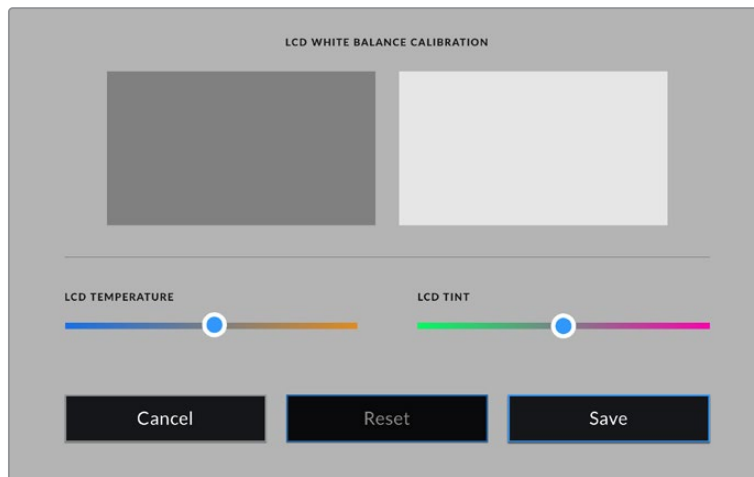 LCD WHITE BALANCE CALIBRATION
LCD TEMPERATURE
LCD TINT
Cancel
Reset
Save